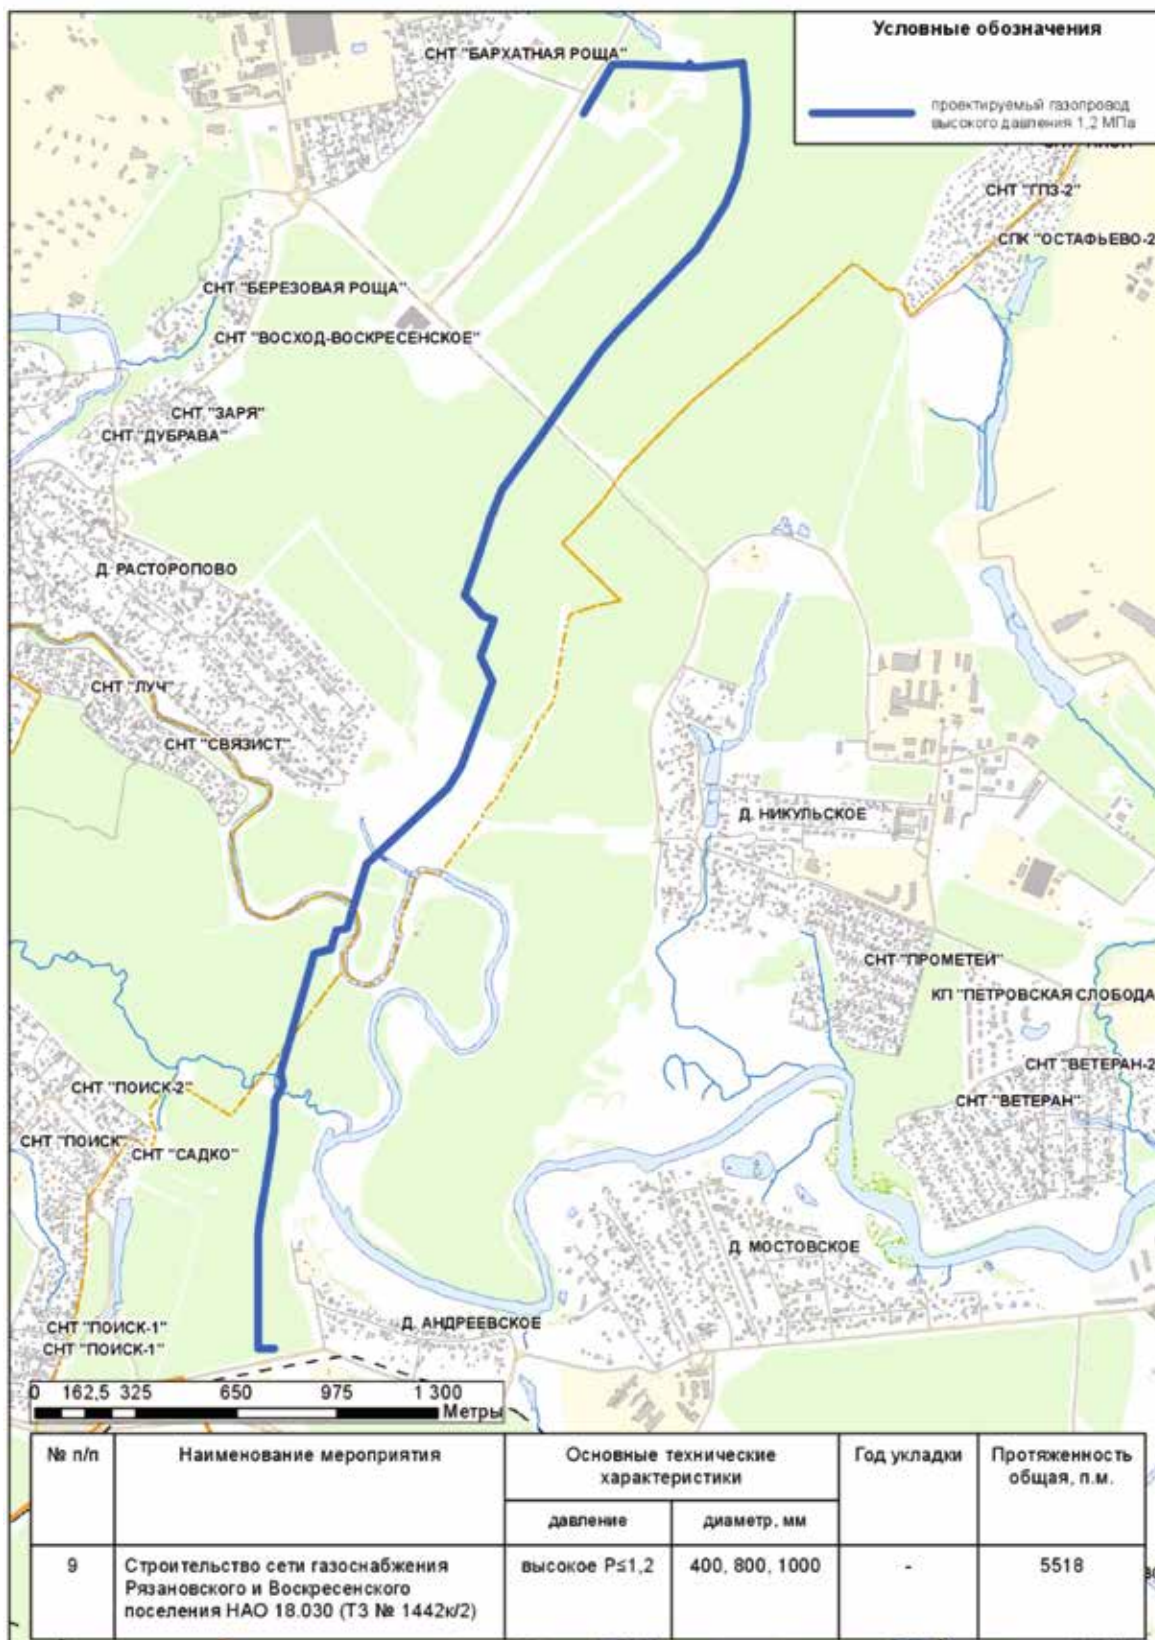 Условные обозначения
проектируемый газопровод
высокого давления 1,2 МПа
СНТ "БАРХАТНАЯ РОЩА"
СНТ "ГПЗ-2"
СПК "ОСТАФЬЕВО-2
СНТ "БЕРЕЗОВАЯ РОЩА"
СНТ "ВОСХОД-ВОСКРЕСЕНСКОЕ"
СНТ "ЗАРЯ"
СНТ "ДУБРАВА"
Д. РАСТОРОПОВО
СНТ "ЛУЧ"
СНТ "СВЯЗИСТ"
Д. НИКУЛЬСКОЕ
СНТ "ПРОМЕТЕЙ"
КП "ПЕТРОВСКАЯ СЛОБОДА
СНТ "ВЕТЕРАН-2
СНТ "ПОИСК-2"
СНТ "ВЕТЕРАН"
СНТ "ПОИСК"
СНТ "САДКО"
Д. МОСТОВСКОЕ
СНТ "ПОИСК-1"
Д. АНДРЕЕВСКОЕ
СНТ "ПОИСК-1"
0 162,5 325 650 975 1 300
Метры
№ п/п
Наименование мероприятия
Основные технические
характеристики
давление
диаметр, мм
Год укладки
Протяженность
общая, п.м.
9
Строительство сети газоснабжения
Рязановского и Воскресенского
поселения НАО 18.030 (ТЗ № 1442к/2)
высокое P≤1,2
400, 800, 1000
-
5518